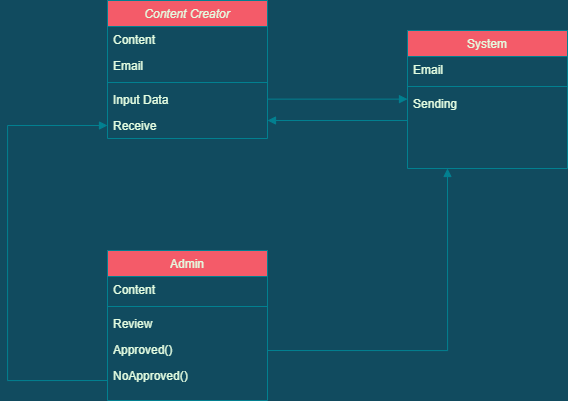 Content Creator
Content
Email
Input Data
Receive
System
Email
Sending
Admin
Content
Review
Approved()
NoApproved()